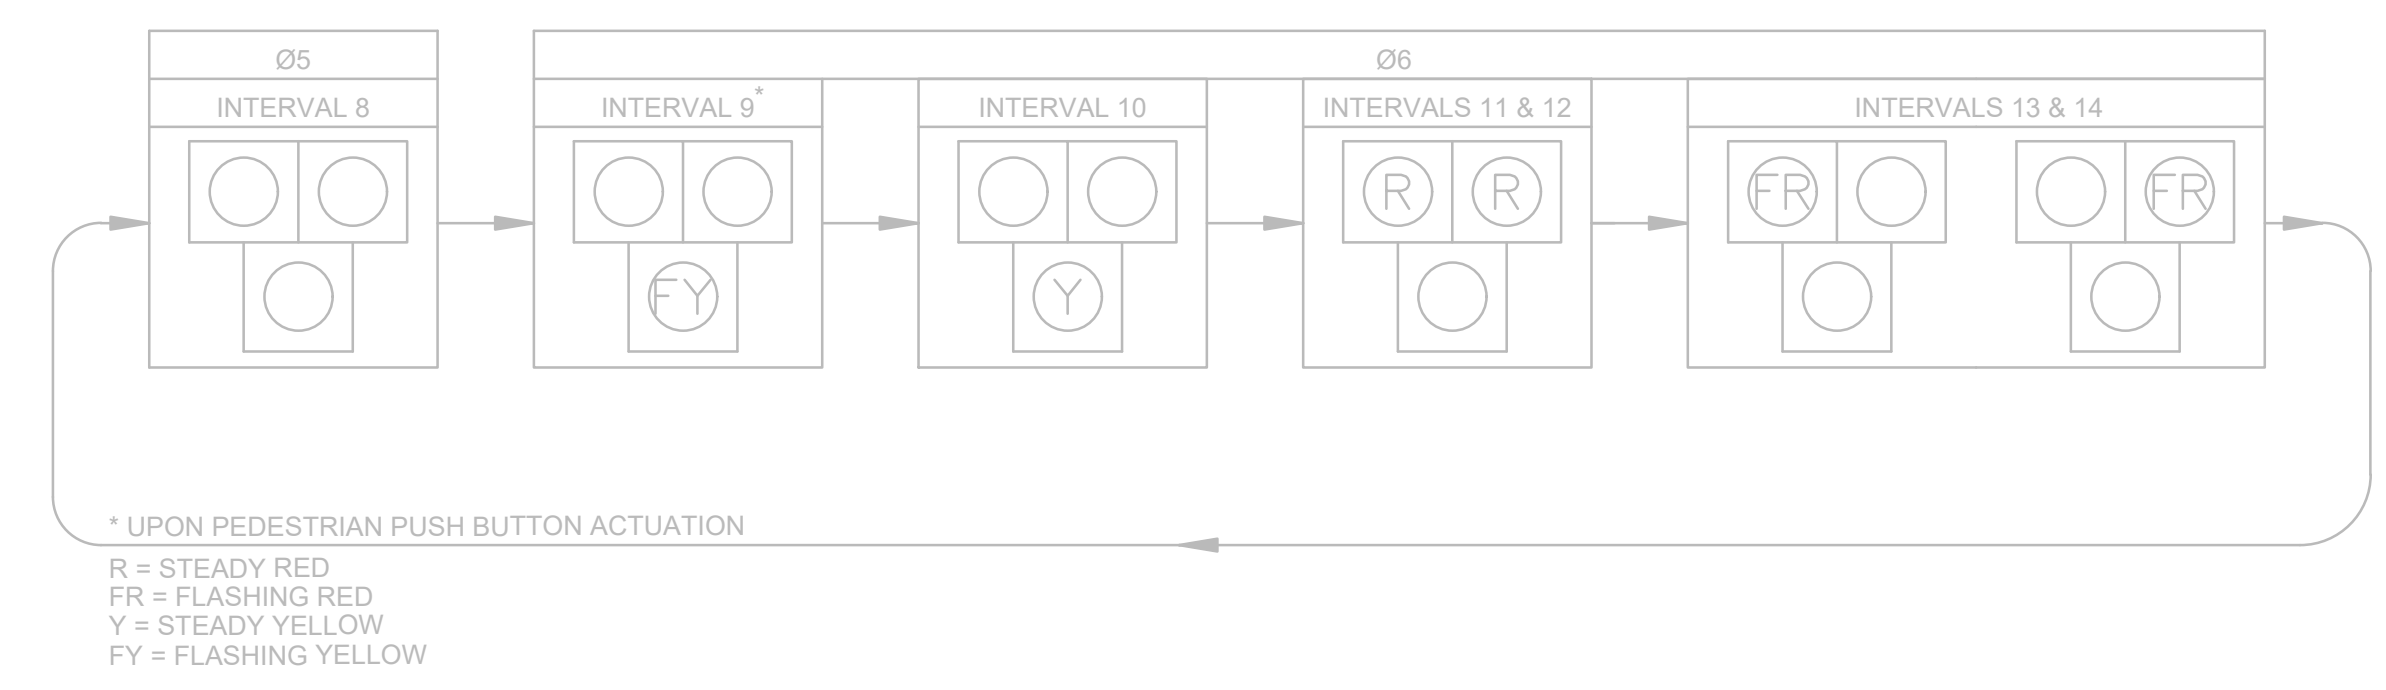 Ø5
Ø6
INTERVAL 8
INTERVAL 9*
INTERVAL 10
INTERVALS 11 & 12
INTERVALS 13 & 14
R R
FR
FR
FY
Y
* UPON PEDESTRIAN PUSH BUTTON ACTUATION
R = STEADY RED
FR = FLASHING RED
Y = STEADY YELLOW
FY = FLASHING YELLOW